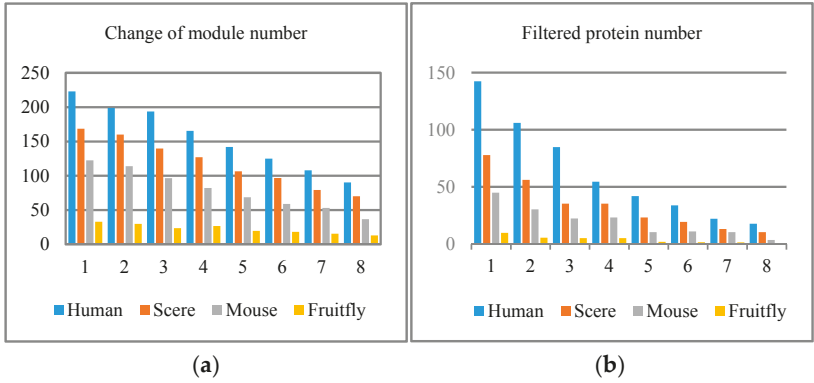 Change of module number
250
200
150
100
50
0
1 2 3 4 5 6 7 8
Human Scere Mouse Fruitfly
(a)
Filtered protein number
150
100
50
0
1 2 3 4 5 6 7 8
Human Scere Mouse Fruitfly
(b)